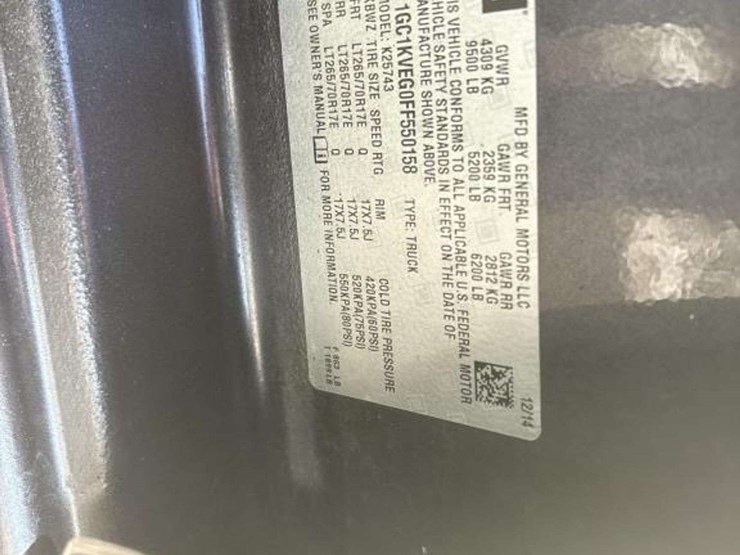 MFD BY GENERAL MOTORS LLC 12/14
GVWR GAWR FRT GAWR RR
4309 KG 2359 KG 2812 KG
9500 LB 5200 LB 6200 LB
IS VEHICLE CONFORMS TO ALL APPLICABLE U.S. FEDERAL MOTOR
HICLE SAFETY STANDARDS IN EFFECT ON THE DATE OF
ANUFACTURE SHOWN ABOVE.
1GC1KVEG0FF550158 TYPE: TRUCK
MODEL: K25743
KBWZ TIRE SIZE SPEED RTG RIM COLD TIRE PRESSURE
FRT LT265/70R17E Q 17X7.5J 420KPA(60PSI)
RR LT265/70R17E Q 17X7.5J 520KPA(75PSI)
SPA LT265/70R17E Q 17X7.5J 550KPA(80PSI)
SEE OWNER'S MANUAL FOR MORE INFORMATION.